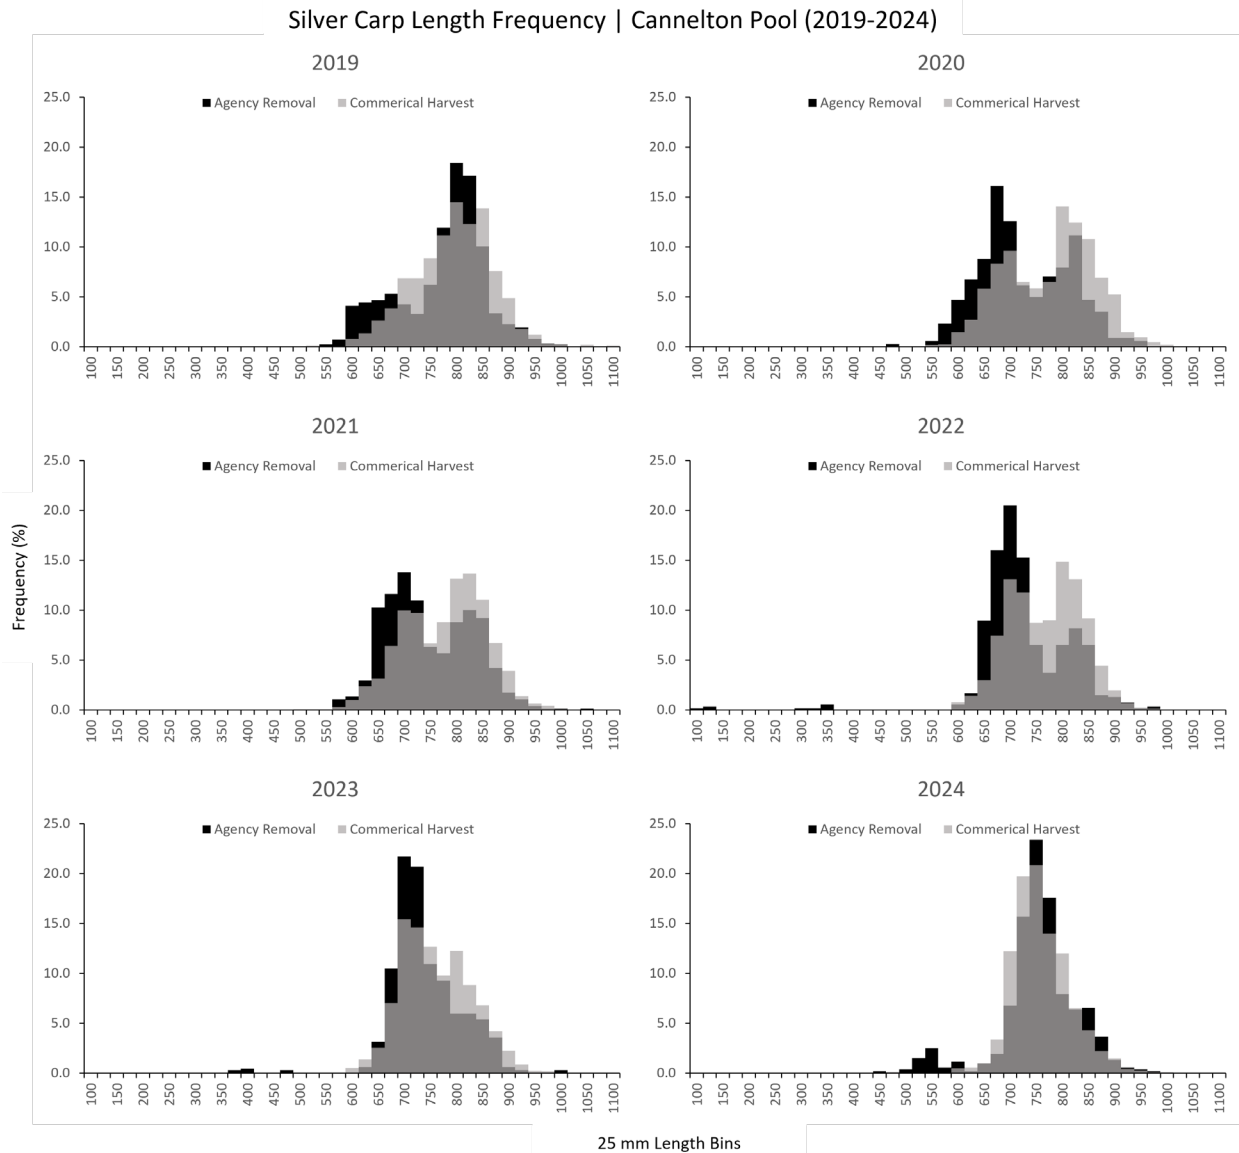 Silver Carp Length Frequency | Cannelton Pool (2019-2024)
2019
Agency Removal Commerical Harvest
25.0
20.0
15.0
10.0
5.0
0.0
100 150 200 250 300 350 400 450 500 550 600 650 700 750 800 850 900 950 1000 1050 1100
2020
Agency Removal Commerical Harvest
25.0
20.0
15.0
10.0
5.0
0.0
100 150 200 250 300 350 400 450 500 550 600 650 700 750 800 850 900 950 1000 1050 1100
2021
Agency Removal Commerical Harvest
25.0
20.0
15.0
10.0
5.0
0.0
100 150 200 250 300 350 400 450 500 550 600 650 700 750 800 850 900 950 1000 1050 1100
2022
Agency Removal Commerical Harvest
25.0
20.0
15.0
10.0
5.0
0.0
100 150 200 250 300 350 400 450 500 550 600 650 700 750 800 850 900 950 1000 1050 1100
Frequency (%)
2023
Agency Removal Commerical Harvest
25.0
20.0
15.0
10.0
5.0
0.0
100 150 200 250 300 350 400 450 500 550 600 650 700 750 800 850 900 950 1000 1050 1100
2024
Agency Removal Commerical Harvest
25.0
20.0
15.0
10.0
5.0
0.0
100 150 200 250 300 350 400 450 500 550 600 650 700 750 800 850 900 950 1000 1050 1100
25 mm Length Bins